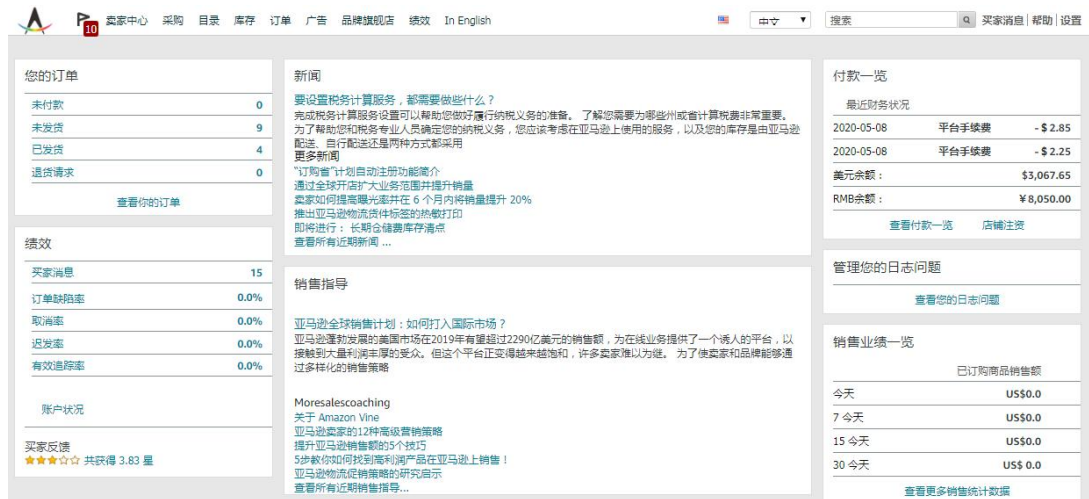 10
卖家中心 采购 目录 库存 订单 广告 品牌旗舰店 绩效 In English
中文
搜索
买家消息 | 帮助 | 设置
您的订单
未付款 0
未发货 9
已发货 4
退货请求 0
查看你的订单
绩效
买家消息 15
订单缺陷率 0.0%
取消率 0.0%
迟发率 0.0%
有效追踪率 0.0%
账户状况
买家反馈
共获得 3.83 星
新闻
要设置税务计算服务，都需要做些什么？
完成税务计算服务设置可以帮助您做好履行纳税义务的准备。 了解您需要为哪些州或省计算税费非常重要。
为了帮助您和税务专业人员确定您的纳税义务，您应该考虑在亚马逊上使用的服务，以及您的库存是由亚马逊
配送、自行配送还是两种方式都采用
更多新闻
“订购省”计划自动注册功能简介
通过全球开店扩大业务范围并提升销量
卖家如何提高曝光率并在 6 个月内将销量提升 20%
推出亚马逊物流货件标签的热敏打印
即将进行： 长期仓储费库存清点
查看所有近期新闻 ...
销售指导
亚马逊全球销售计划：如何打入国际市场？
亚马逊蓬勃发展的美国市场在2019年有望超过2290亿美元的销售额，为在线业务提供了一个诱人的平台，以
接触到大量利润丰厚的受众。但这个平台正变得越来越饱和，许多卖家难以为继。 为了使卖家和品牌能够通
过多样化的销售策略
Moresalescoaching
关于 Amazon Vine
亚马逊卖家的12种高级营销策略
提升亚马逊销售额的5个技巧
5步教你如何找到高利润产品在亚马逊上销售！
亚马逊物流促销策略的研究启示
查看所有近期销售指导...
付款一览
最近财务状况
2020-05-08 平台手续费 - $ 2.85
2020-05-08 平台手续费 - $ 2.25
美元余额： $3,067.65
RMB余额： ¥8,050.00
查看付款一览 店铺注资
管理您的日志问题
查看您的日志问题
销售业绩一览
已订购商品销售额
今天 US$0.0
7 今天 US$0.0
15 今天 US$0.0
30 今天 US$ 0.0
查看更多销售统计数据